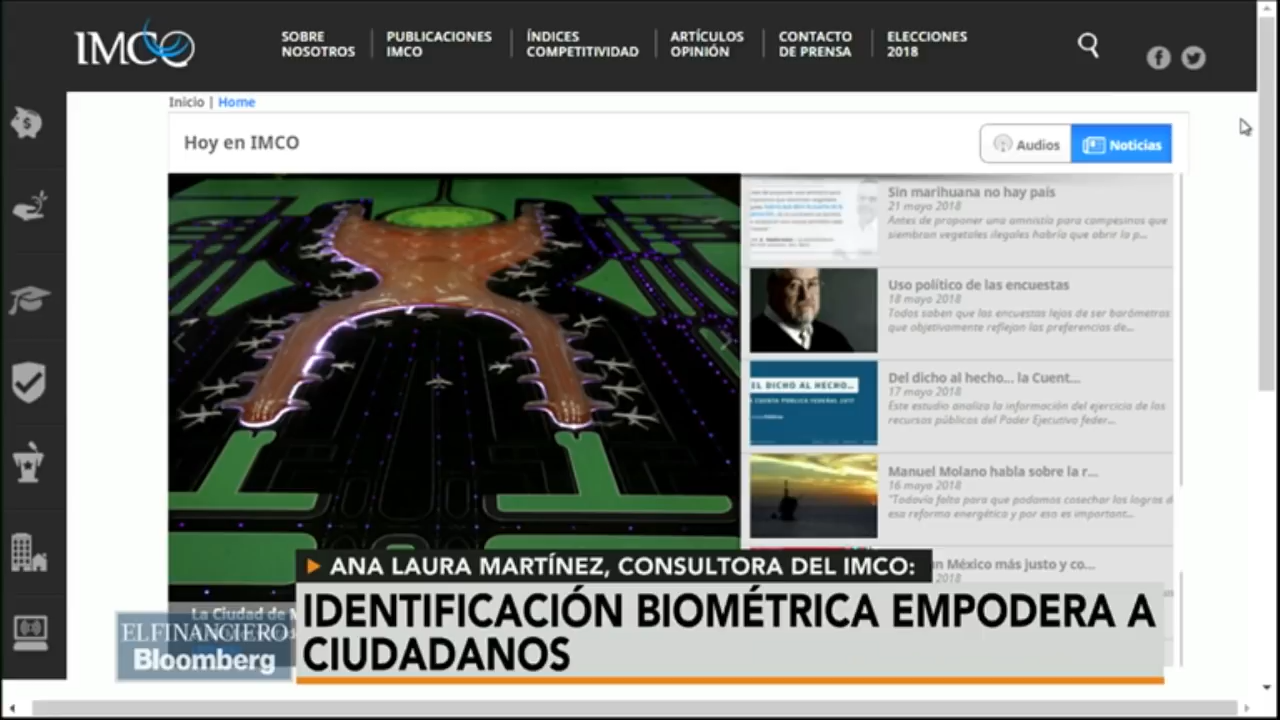 IMCO
SOBRE
NOSOTROS
PUBLICACIONES
IMCO
ÍNDICES
COMPETITIVIDAD
ARTÍCULOS
OPINIÓN
CONTACTO
DE PRENSA
ELECCIONES
2018
Inicio | Home
Hoy en IMCO
Audios
Noticias
Sin marihuana no hay país
21 mayo 2018
Antes de proponer una amnistía para campesinos que
siembran vegetales ilegales habría que abrir la p...
Uso político de las encuestas
18 mayo 2018
Todos saben que las encuestas lejos de ser barómetros
que objetivamente reflejan las preferencias de...
EL DICHO AL HECHO...
CUENTA PÚBLICA FEDERAL 2017
Del dicho al hecho... la Cuent...
17 mayo 2018
Este estudio analiza la información del ejercicio de los
recursos públicos del Poder Ejecutivo feder...
Manuel Molano habla sobre la r...
16 mayo 2018
"Todavía falta para que podamos cosechar los logros d
esa reforma energética y por eso es important...
un México más justo y co...
2018
La Ciudad de M
ANA LAURA MARTÍNEZ, CONSULTORA DEL IMCO:
IDENTIFICACIÓN BIOMÉTRICA EMPODERA A
CIUDADANOS
EL FINANCIERO
Bloomberg